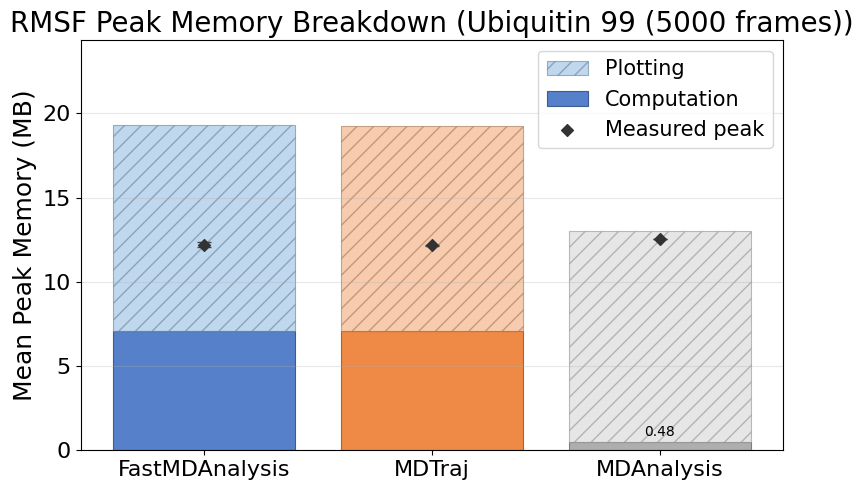 RMSF Peak Memory Breakdown (Ubiquitin 99 (5000 frames))
Mean Peak Memory (MB)
20
15
10
5
0
Plotting
Computation
Measured peak
0.48
FastMDAnalysis
MDTraj
MDAnalysis